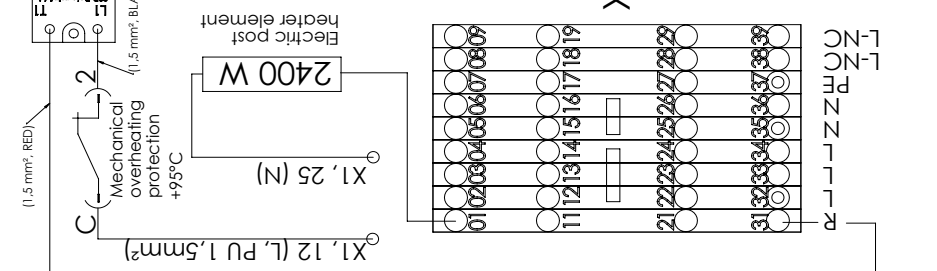 T1 L1
(1,5 mm², BLA
(1,5 mm², RED)
2
C
Mechanical
overheating
protection
+95°C
Electric post
heater element
2400 W
X1, 25 (N)
X1, 12 (L, PU 1,5mm²)
09 19 29 39 L-NC
08 18 28 38 L-NC
07 17 27 37 PE
06 16 26 36 N
05 15 25 35 N
04 14 24 34 L
03 13 23 33 L
02 12 22 32 L
01 11 21 31 R